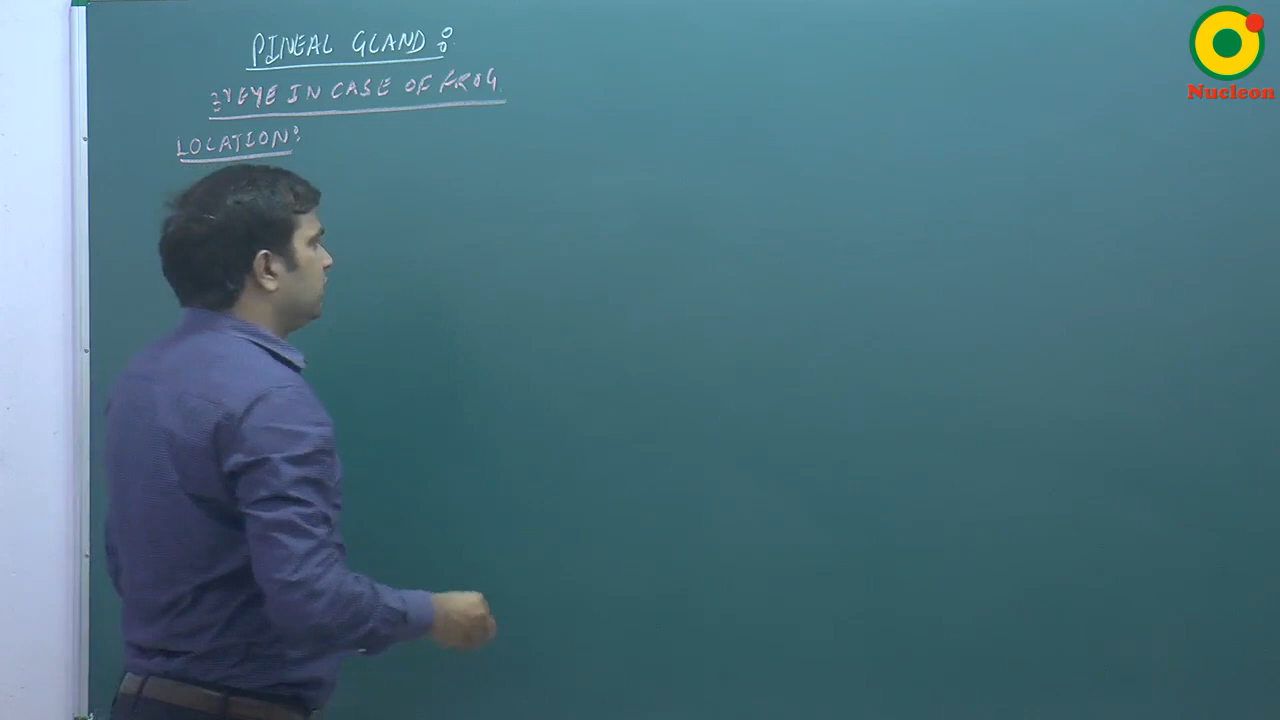 PINEAL GLAND :
3rd EYE IN CASE OF FROG.
LOCATION:
Nucleon